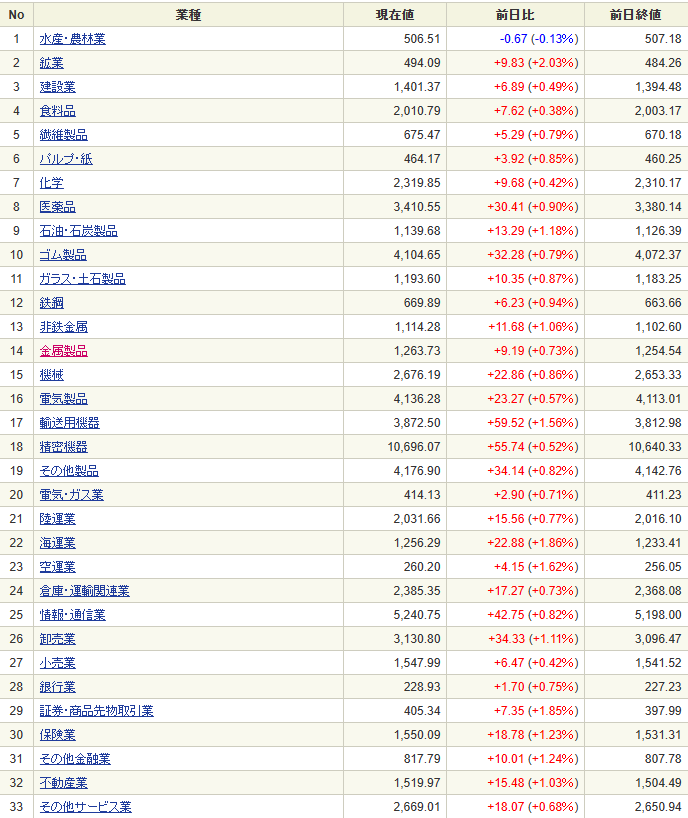 No 業種 現在値 前日比 前日終値
1 水産・農林業 506.51 -0.67 (-0.13%) 507.18
2 鉱業 494.09 +9.83 (+2.03%) 484.26
3 建設業 1,401.37 +6.89 (+0.49%) 1,394.48
4 食料品 2,010.79 +7.62 (+0.38%) 2,003.17
5 繊維製品 675.47 +5.29 (+0.79%) 670.18
6 パルプ・紙 464.17 +3.92 (+0.85%) 460.25
7 化学 2,319.85 +9.68 (+0.42%) 2,310.17
8 医薬品 3,410.55 +30.41 (+0.90%) 3,380.14
9 石油・石炭製品 1,139.68 +13.29 (+1.18%) 1,126.39
10 ゴム製品 4,104.65 +32.28 (+0.79%) 4,072.37
11 ガラス・土石製品 1,193.60 +10.35 (+0.87%) 1,183.25
12 鉄鋼 669.89 +6.23 (+0.94%) 663.66
13 非鉄金属 1,114.28 +11.68 (+1.06%) 1,102.60
14 金属製品 1,263.73 +9.19 (+0.73%) 1,254.54
15 機械 2,676.19 +22.86 (+0.86%) 2,653.33
16 電気製品 4,136.28 +23.27 (+0.57%) 4,113.01
17 輸送用機器 3,872.50 +59.52 (+1.56%) 3,812.98
18 精密機器 10,696.07 +55.74 (+0.52%) 10,640.33
19 その他製品 4,176.90 +34.14 (+0.82%) 4,142.76
20 電気・ガス業 414.13 +2.90 (+0.71%) 411.23
21 陸運業 2,031.66 +15.56 (+0.77%) 2,016.10
22 海運業 1,256.29 +22.88 (+1.86%) 1,233.41
23 空運業 260.20 +4.15 (+1.62%) 256.05
24 倉庫・運輸関連業 2,385.35 +17.27 (+0.73%) 2,368.08
25 情報・通信業 5,240.75 +42.75 (+0.82%) 5,198.00
26 卸売業 3,130.80 +34.33 (+1.11%) 3,096.47
27 小売業 1,547.99 +6.47 (+0.42%) 1,541.52
28 銀行業 228.93 +1.70 (+0.75%) 227.23
29 証券・商品先物取引業 405.34 +7.35 (+1.85%) 397.99
30 保険業 1,550.09 +18.78 (+1.23%) 1,531.31
31 その他金融業 817.79 +10.01 (+1.24%) 807.78
32 不動産業 1,519.97 +15.48 (+1.03%) 1,504.49
33 その他サービス業 2,669.01 +18.07 (+0.68%) 2,650.94